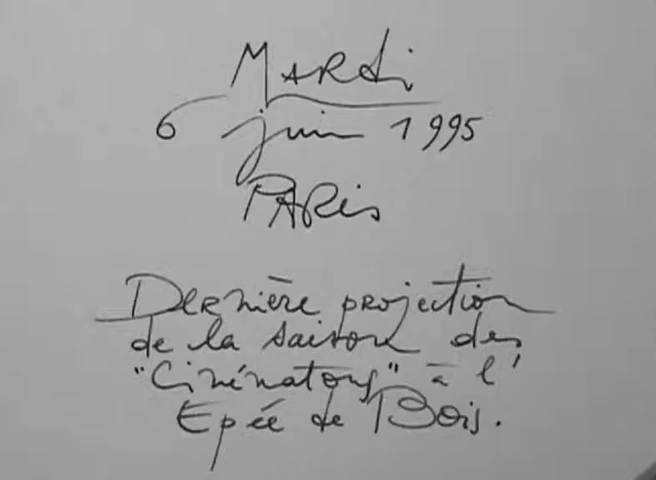 Mardi
6 juin 1995
PARis
Dernière projection
de la saison des
"Cinématons" à l'
Epée de Bois.